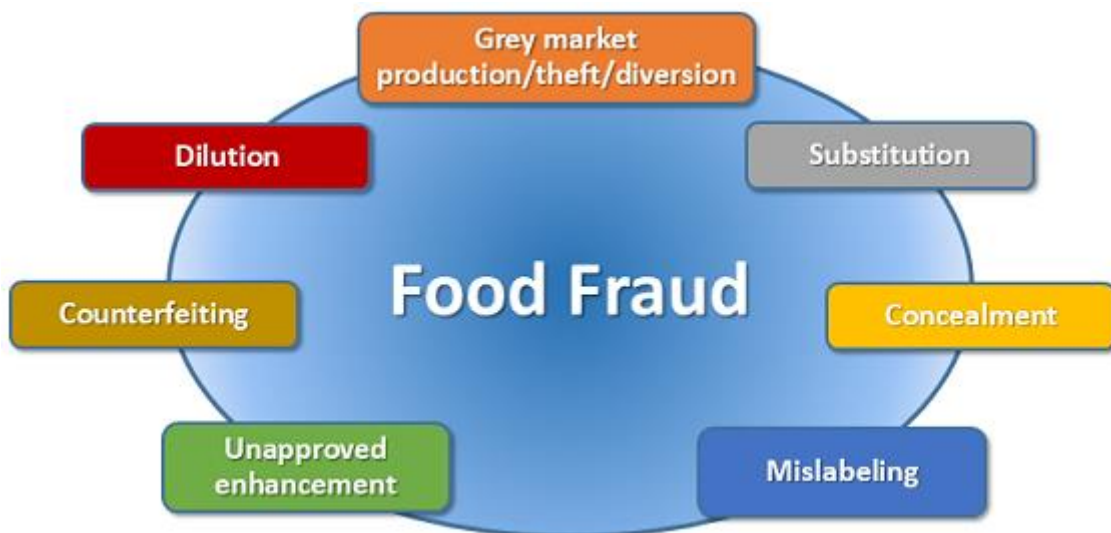 Grey market
production/theft/diversion
Dilution
Substitution
Food Fraud
Counterfeiting
Concealment
Unapproved
enhancement
Mislabeling